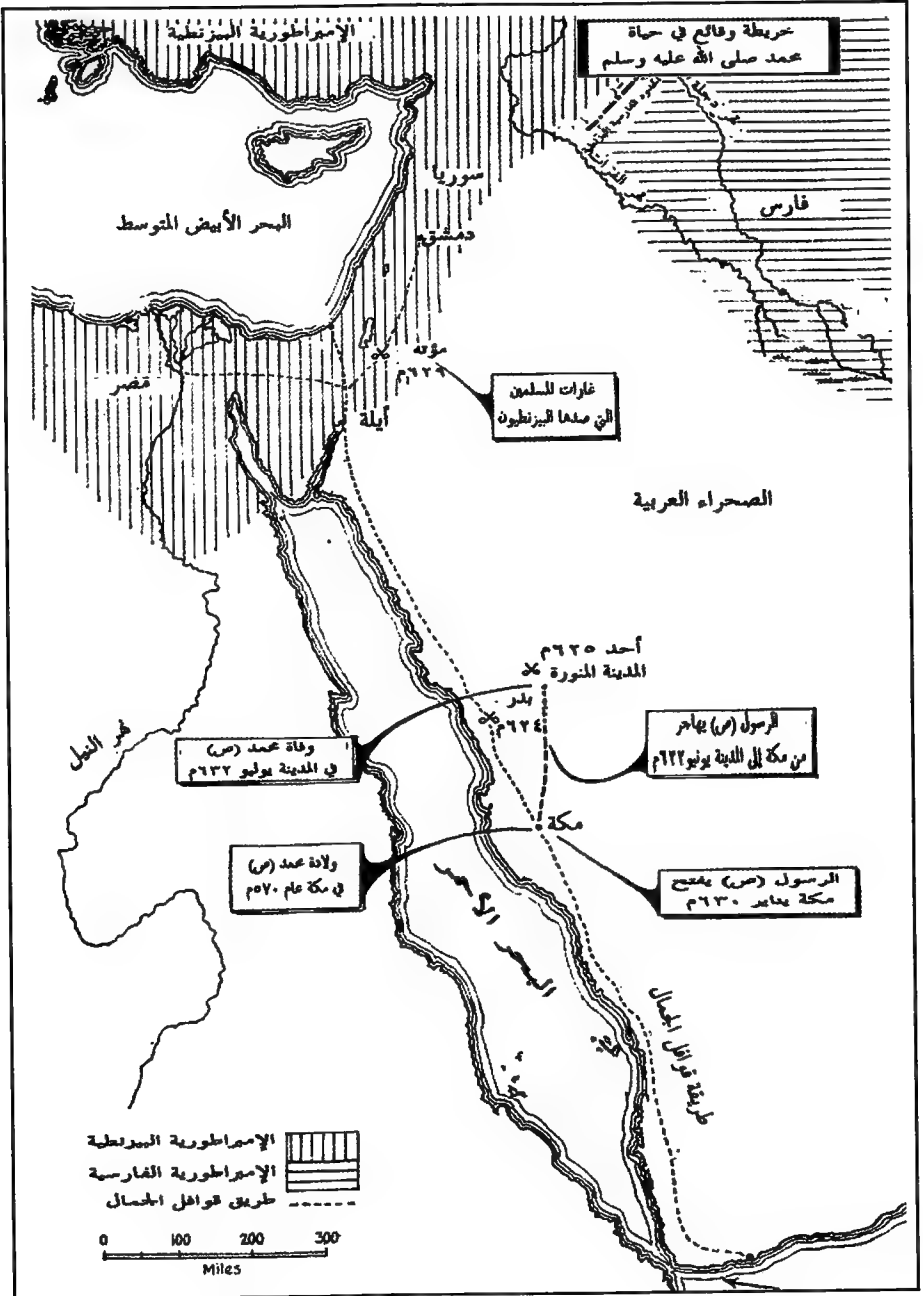 خريطة وقائع في حياة
محمد صلى الله عليه وسلم
الإمبراطورية البيزنطية
سوريا
فارس
دمشق
البحر الأبيض المتوسط
مؤته
٦٢٩م
مصر
أيلة
غارات المسلمين
التي صدها البيزنطيون
الصحراء العربية
أحد ٦٢٥م
المدينة المنورة
بدر
٦٢٤م
نهر النيل
وفاة محمد (ص)
في المدينة يوليو ٦٣٢م
الرسول (ص) يهاجر
من مكة إلى المدينة يونيو ٦٢٢م
مكة
ولادة محمد (ص)
في مكة عام ٥٧٠م
الرسول (ص) يفتح
مكة يناير ٦٣٠م
البحر الأحمر
طريقة قوافل الجمال
الإمبراطورية البيزنطية
الإمبراطورية الفارسية
طريق قوافل الجمال
0 100 200 300
Miles